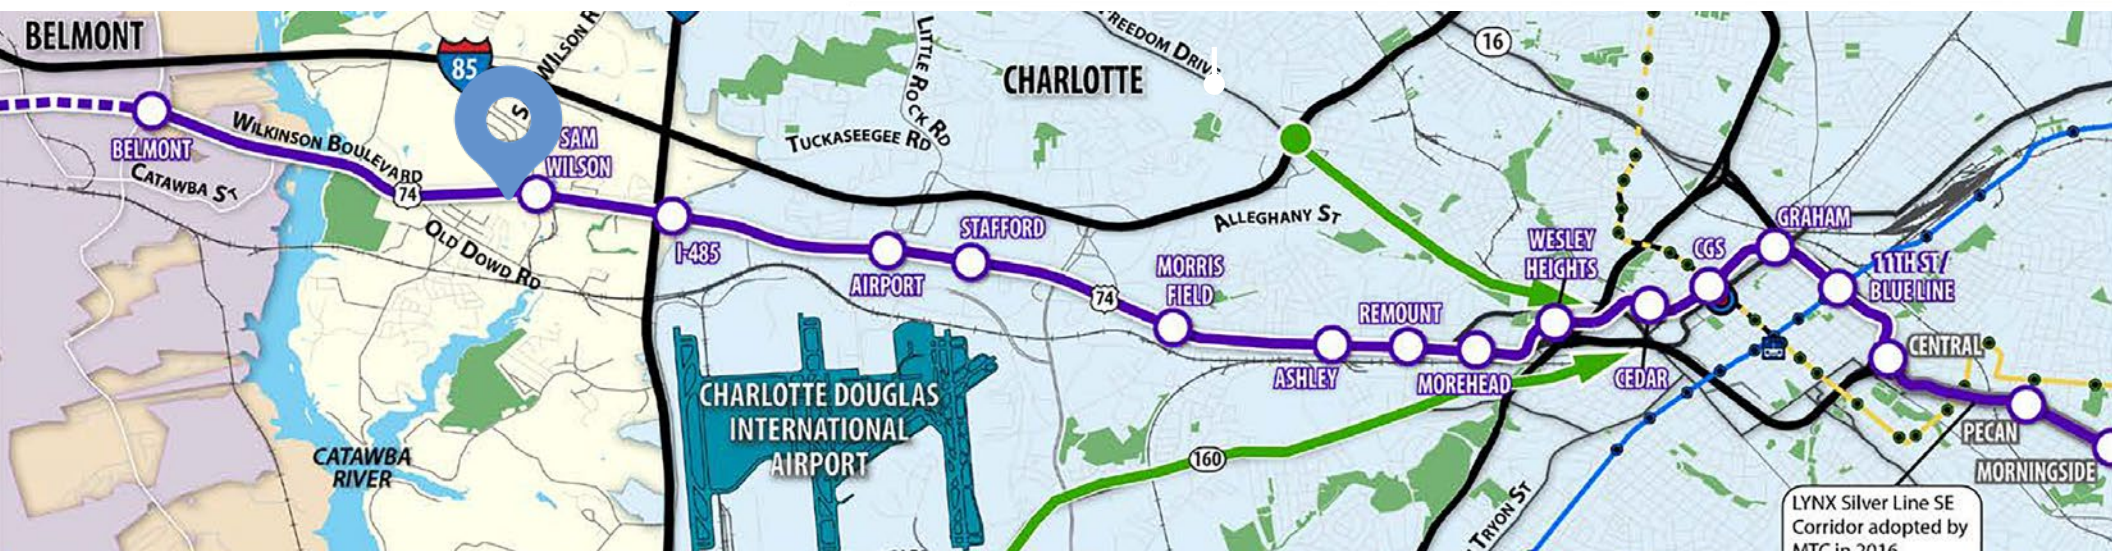 BELMONT
85
WILSON R
S
LITTLE ROCK RD
FREEDOM DRIVE
16
CHARLOTTE
BELMONT
WILKINSON BOULEVARD
CATAWBA ST
74
SAM
WILSON
TUCKASEEGEE RD
OLD DOWD RD
I-485
AIRPORT
STAFFORD
74
MORRIS
FIELD
ALLEGHANY ST
ASHLEY
REMOUNT
MOREHEAD
WESLEY
HEIGHTS
CEDAR
CGS
GRAHAM
11TH ST/
BLUE LINE
CENTRAL
PECAN
MORNINGSIDE
CHARLOTTE DOUGLAS
INTERNATIONAL
AIRPORT
CATAWBA
RIVER
160
TRYON ST
LYNX Silver Line SE
Corridor adopted by
MTC in 2016